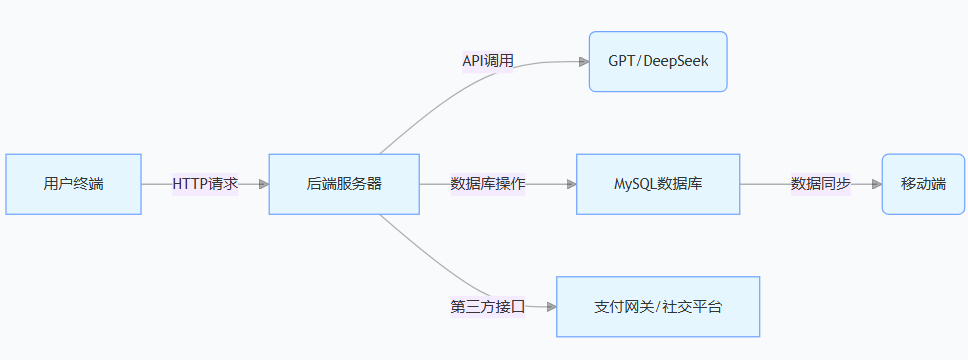 API调用
GPT/DeepSeek
用户终端
HTTP请求
后端服务器
数据库操作
MySQL数据库
数据同步
移动端
第三方接口
支付网关/社交平台